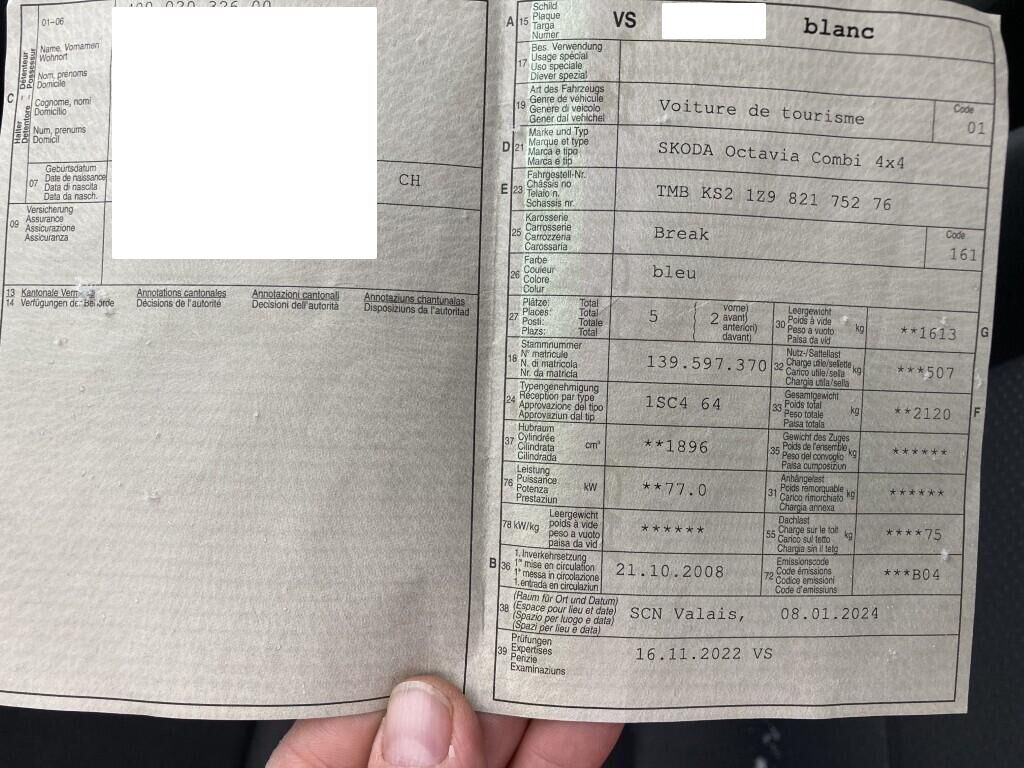 01-06
Name, Vornamen
Wohnort
Nom, prénoms
Domicile
Cognome, nomi
Domicilio
Num, prenums
Domicil
C
Halter – Détenteur
Detentore – Possessur
07
Geburtsdatum
Date de naissance
Data di nascita
Data da nasch.
CH
09
Versicherung
Assurance
Assicurazione
Assicuranza
13 Kantonale
14 Verfügungen der Behörde
Annotations cantonales
Décisions de l'autorité
Annotazioni cantonali
Decisioni dell'autorità
Annotaziuns chantunalas
Disposiziuns da l'autoritad
A 15
Schild
Plaque
Targa
Numer
VS blanc
17
Bes. Verwendung
Usage spécial
Uso speciale
Diever spezial
19
Art des Fahrzeugs
Genre de véhicule
Genere di veicolo
Gener dal vehichel
Voiture de tourisme
Code
01
D 21
Marke und Typ
Marque et type
Marca e tipo
Marca e tip
SKODA Octavia Combi 4x4
E 23
Fahrgestell-Nr.
Châssis no
Telaio n.
Schassis nr.
TMB KS2 1Z9 821 752 76
25
Karosserie
Carrosserie
Carrozzeria
Carossaria
Break
Code
161
26
Farbe
Couleur
Colore
Colur
bleu
27
Plätze: Total
Places: Total
Posti: Totale
Plazs: Total
5
2
vorne)
avant)
anteriori)
davant)
30
Leergewicht
Poids à vide
Peso a vuoto
Paisa da vid
kg
**1613
G
18
Stammnummer
N° matricule
N. di matricola
Nr. da matricla
139.597.370
32
Nutz-/Sattellast
Charge utile/sellette
Carico utile/sella
Chargia utila/sella
kg
***507
24
Typengenehmigung
Réception par type
Approvazione del tipo
Approvaziun dal tip
1SC4 64
33
Gesamtgewicht
Poids total
Peso totale
Paisa totala
kg
**2120
F
37
Hubraum
Cylindrée
Cilindrata
Cilindrada
cm³
**1896
35
Gewicht des Zuges
Poids de l'ensemble
Peso del convoglio
Paisa cumposiziun
kg
******
76
Leistung
Puissance
Potenza
Prestaziun
kW
**77.0
31
Anhängelast
Poids remorquable
Carico rimorchiato
Chargia annexa
kg
******
78 kW/kg
Leergewicht
poids à vide
peso a vuoto
paisa da vid
******
55
Dachlast
Charge sur le toit
Carico sul tetto
Chargia sin il tetg
kg
****75
B 36
1. Inverkehrsetzung
1re mise en circulation
1a messa in circolazione
1. entrada en circulaziun
21.10.2008
72
Emissionscode
Code émissions
Codice emissioni
Code d'emissiuns
***B04
38
(Raum für Ort und Datum)
(Espace pour lieu et date)
(Spazio per luogo e data)
(Spazi per lieu e data)
SCN Valais, 08.01.2024
39
Prüfungen
Expertises
Perizie
Examinaziuns
16.11.2022 VS